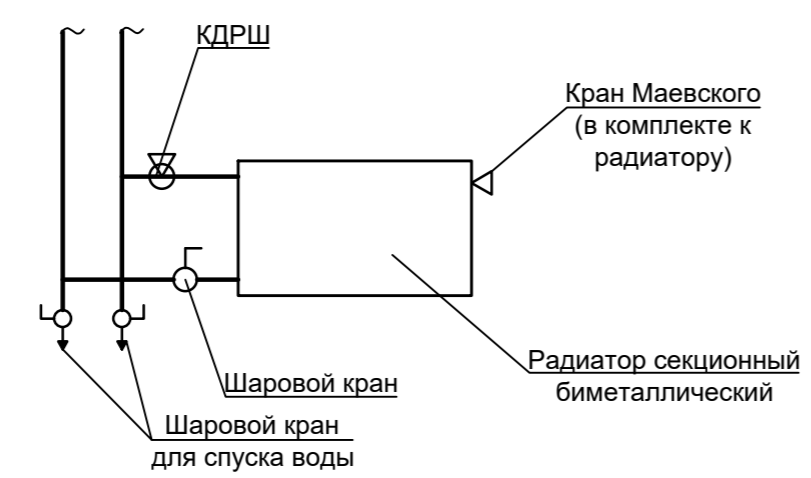 КДРШ
Кран Маевского
(в комплекте к
радиатору)
Радиатор секционный
биметаллический
Шаровой кран
Шаровой кран
для спуска воды